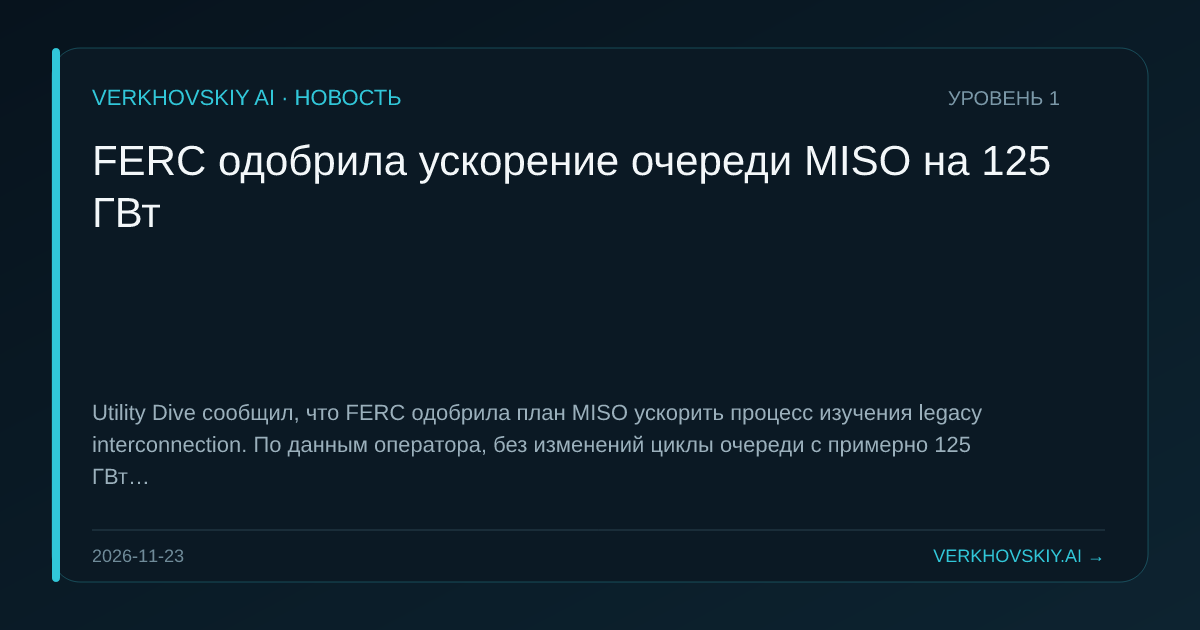 VERKHOVSKIY AI · НОВОСТЬ
УРОВЕНЬ 1
FERC одобрила ускорение очереди MISO на 125
ГВт
Utility Dive сообщил, что FERC одобрила план MISO ускорить процесс изучения legacy
interconnection. По данным оператора, без изменений циклы очереди с примерно 125
ГВт…
2026-11-23
VERKHOVSKIY.AI →